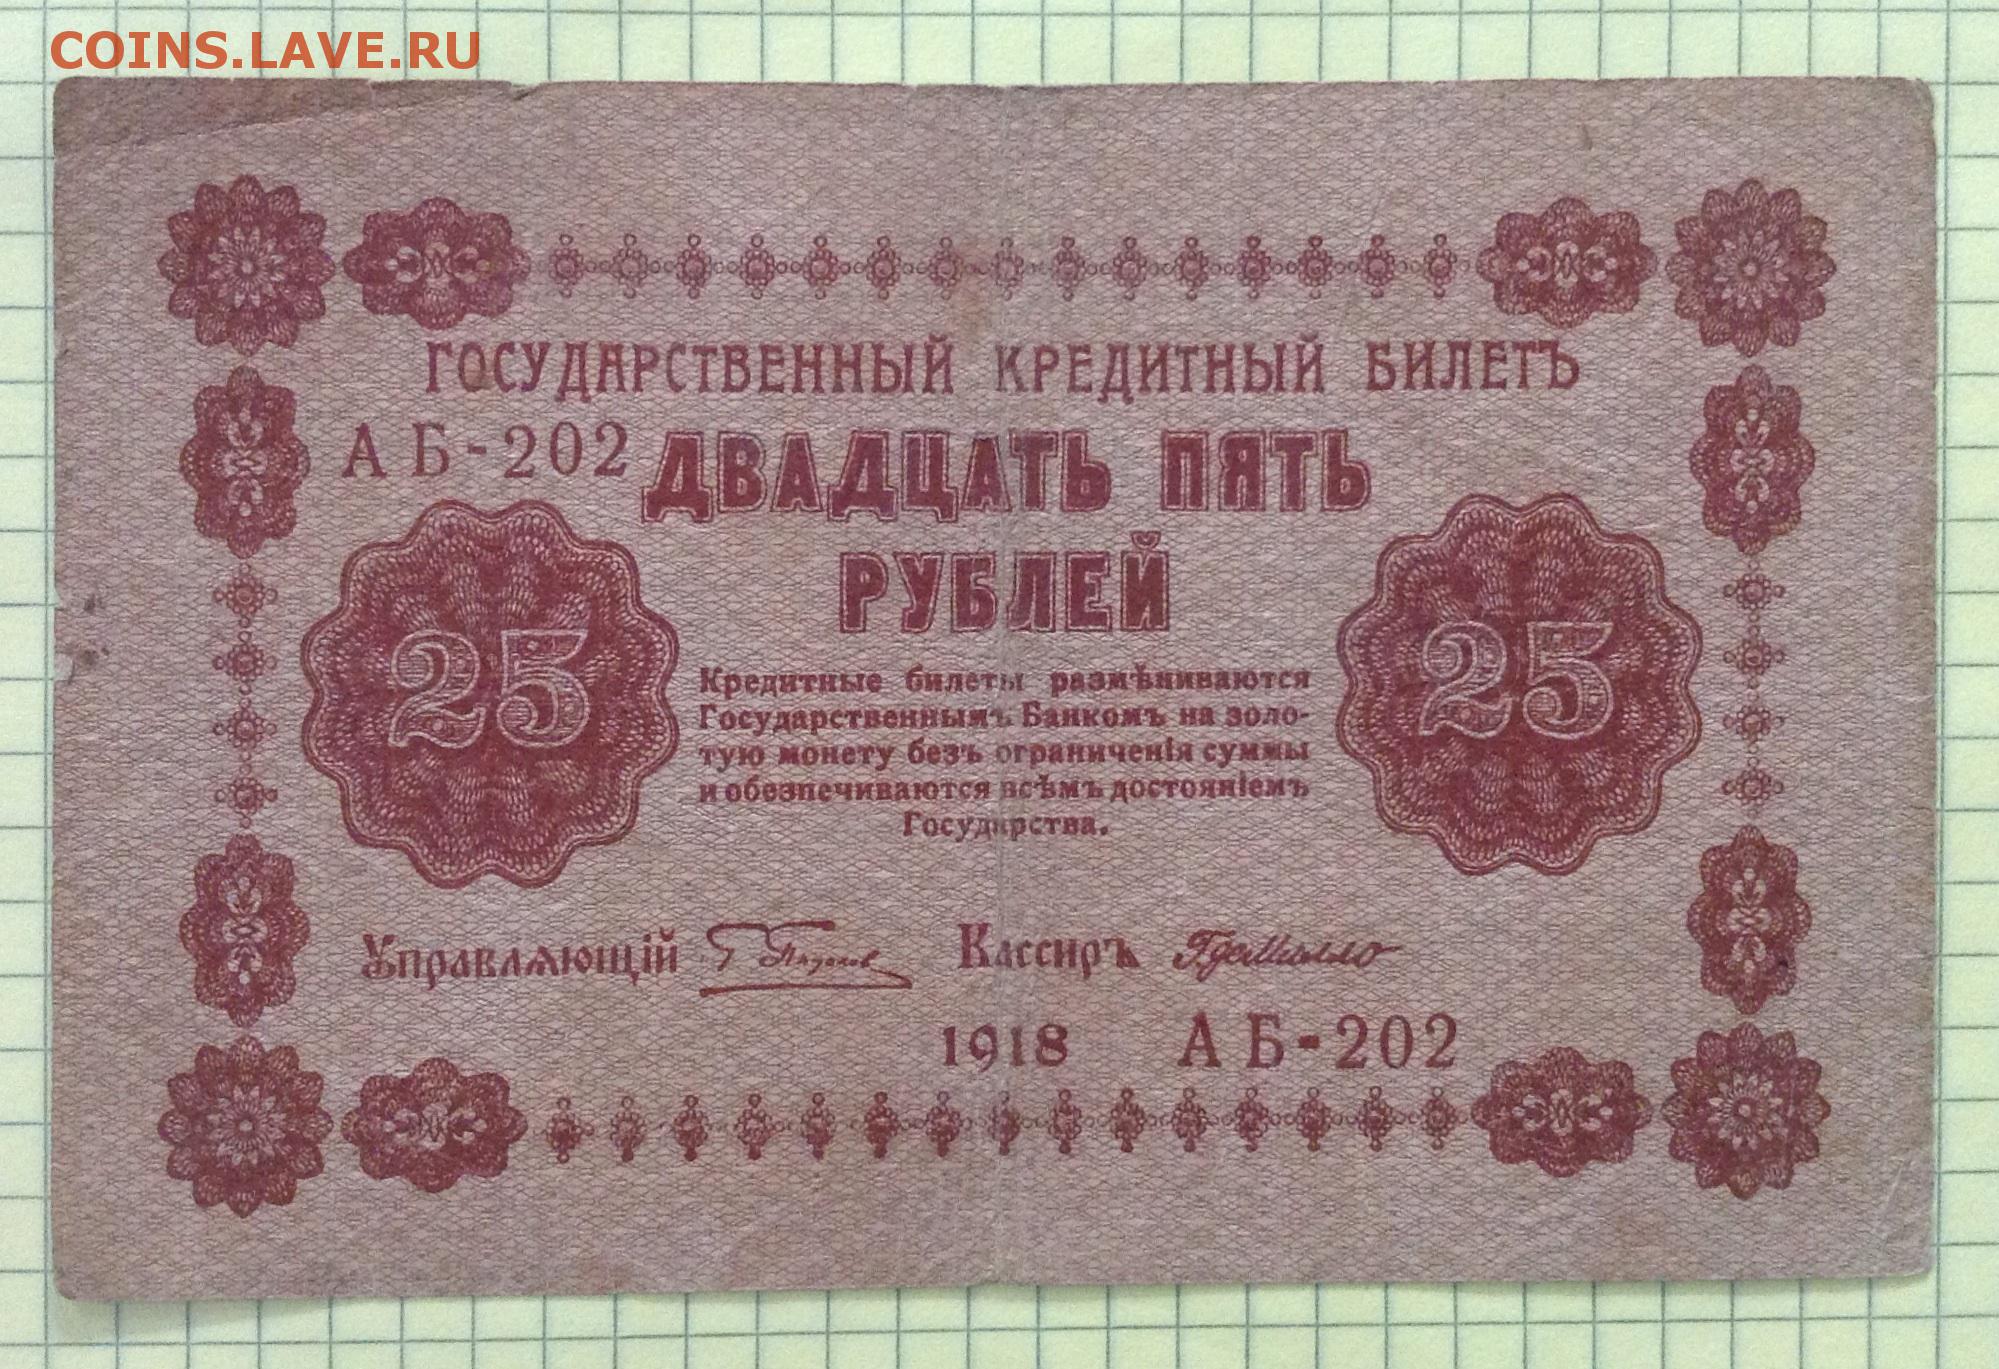 COINS.LAVE.RU
ГОСУДАРСТВЕННЫЙ КРЕДИТНЫЙ БИЛЕТЪ
АБ-202
ДВАДЦАТЬ ПЯТЬ
РУБЛЕЙ
25
25
Кредитные билеты размѣниваются
Государственнымъ Банкомъ на золо-
тую монету безъ ограниченія суммы
и обезпечиваются всѣмъ достояніемъ
Государства.
Управляющій
Кассиръ
1918 АБ-202